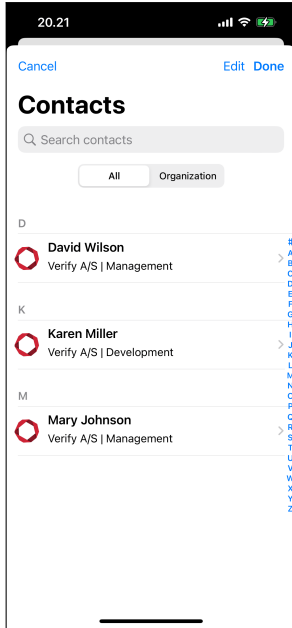 20.21
Cancel Edit Done
Contacts
Search contacts
All Organization
D
David Wilson
Verify A/S | Management
K
Karen Miller
Verify A/S | Development
M
Mary Johnson
Verify A/S | Management
#
A
B
C
D
E
F
G
H
I
J
K
L
M
N
O
P
Q
R
S
T
U
V
W
X
Y
Z